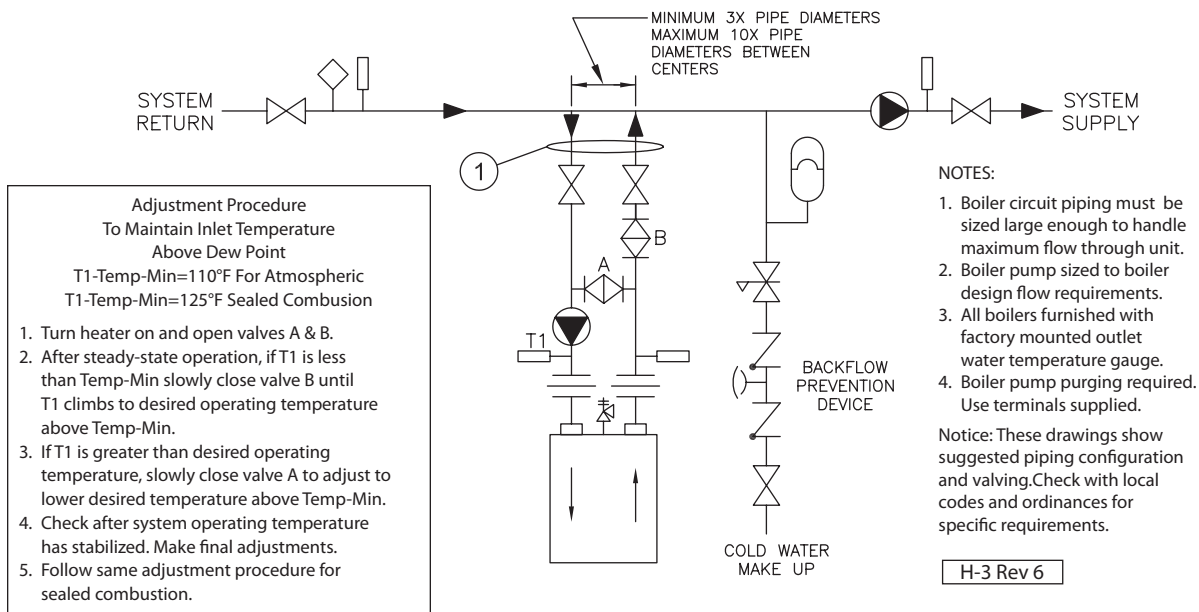 MINIMUM 3X PIPE DIAMETERS
MAXIMUM 10X PIPE
DIAMETERS BETWEEN
CENTERS
SYSTEM
RETURN
SYSTEM
SUPPLY
1
B
A
T1
BACKFLOW
PREVENTION
DEVICE
COLD WATER
MAKE UP
Adjustment Procedure
To Maintain Inlet Temperature
Above Dew Point
T1-Temp-Min=110°F For Atmospheric
T1-Temp-Min=125°F Sealed Combusion
1. Turn heater on and open valves A & B.
2. After steady-state operation, if T1 is less
than Temp-Min slowly close valve B until
T1 climbs to desired operating temperature
above Temp-Min.
3. If T1 is greater than desired operating
temperature, slowly close valve A to adjust to
lower desired temperature above Temp-Min.
4. Check after system operating temperature
has stabilized. Make final adjustments.
5. Follow same adjustment procedure for
sealed combustion.
NOTES:
1. Boiler circuit piping must be
sized large enough to handle
maximum flow through unit.
2. Boiler pump sized to boiler
design flow requirements.
3. All boilers furnished with
factory mounted outlet
water temperature gauge.
4. Boiler pump purging required.
Use terminals supplied.
Notice: These drawings show
suggested piping configuration
and valving.Check with local
codes and ordinances for
specific requirements.
H-3 Rev 6